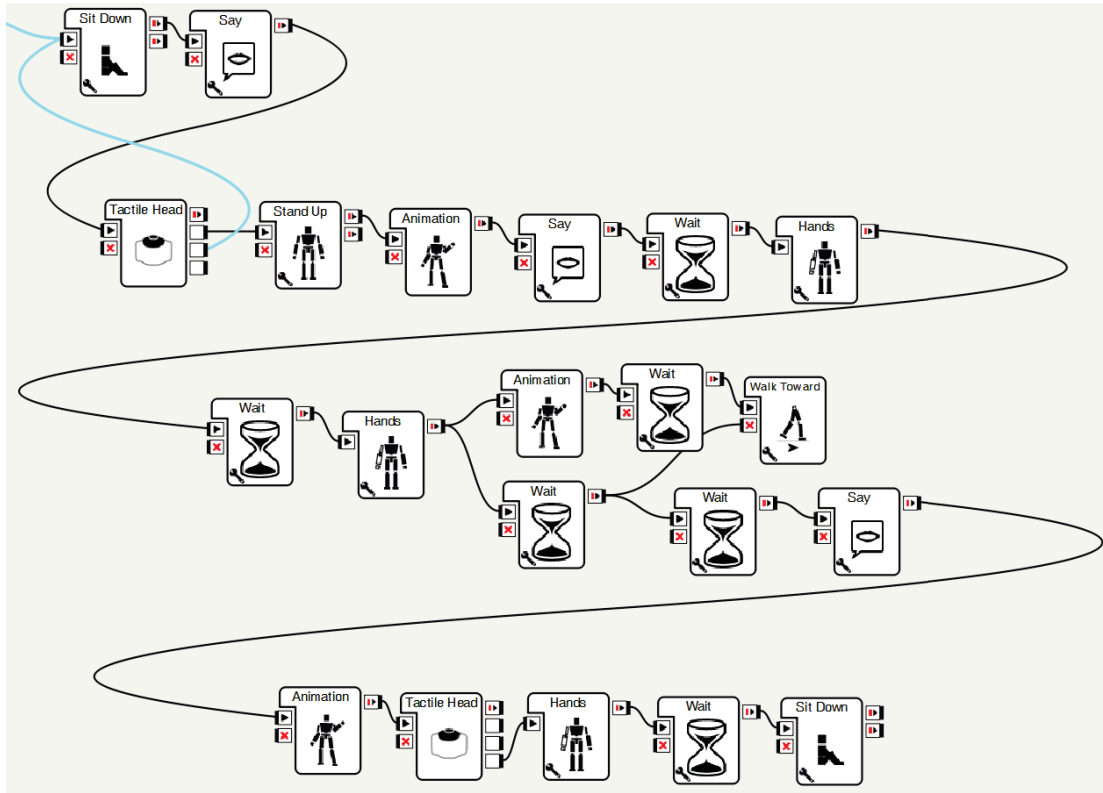 Sit Down
Say
Tactile Head
Stand Up
Animation
Say
Wait
Hands
Wait
Hands
Animation
Wait
Walk Toward
Wait
Wait
Say
Animation
Tactile Head
Hands
Wait
Sit Down